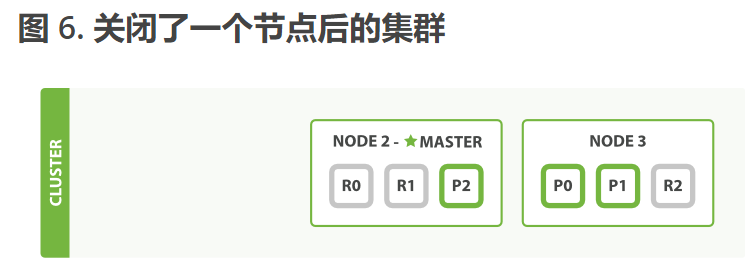 图 6. 关闭了一个节点后的集群
CLUSTER
NODE 2 - ★ MASTER
R0 R1 P2
NODE 3
P0 P1 R2